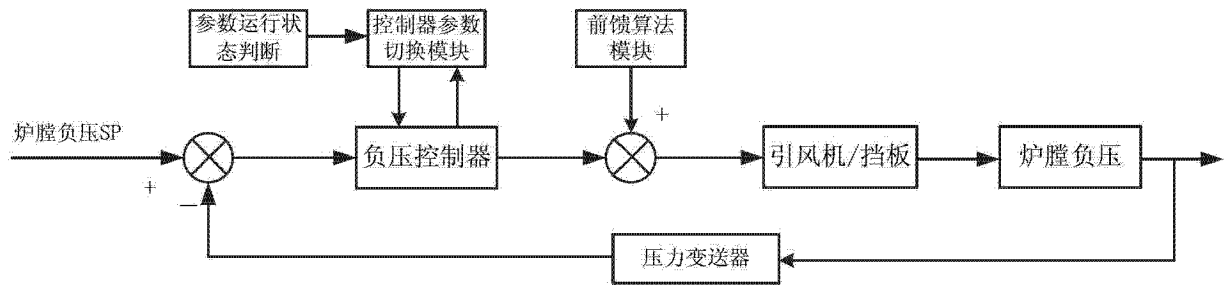 参数运行状
态判断
控制器参数
切换模块
前馈算法
模块
炉膛负压SP
+
−
负压控制器
+
引风机/挡板
炉膛负压
压力变送器